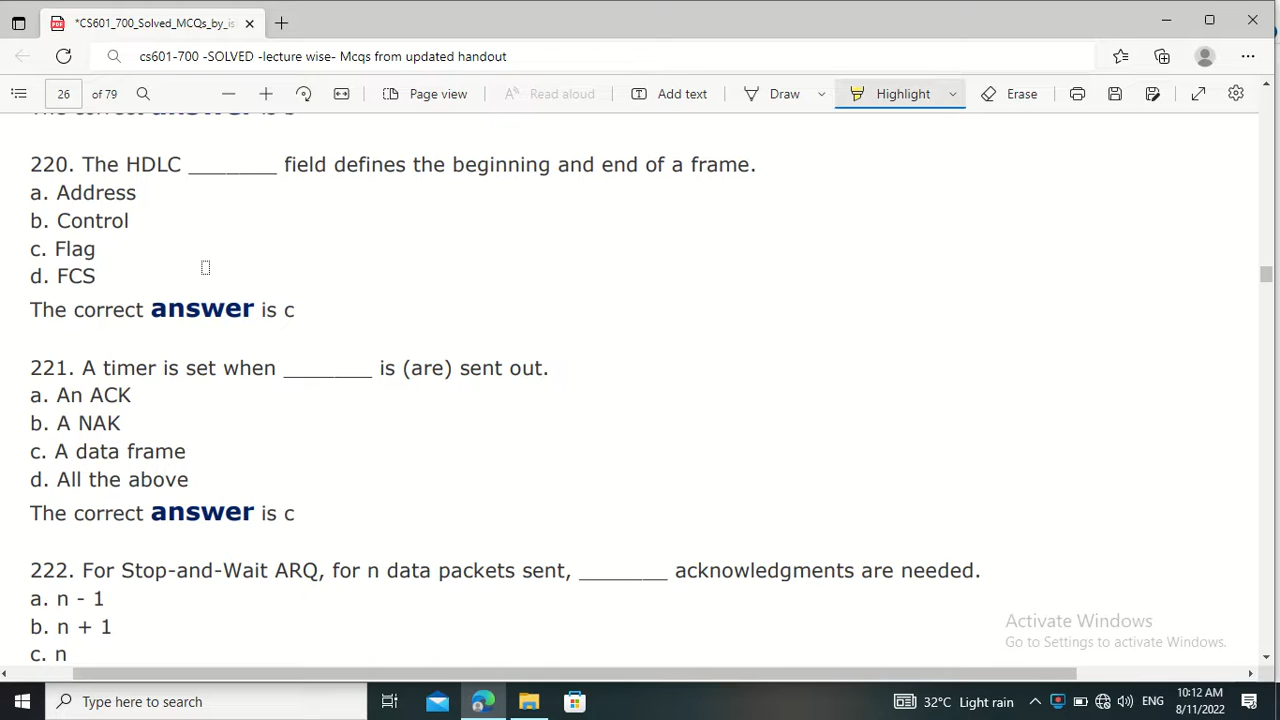 *CS601_700_Solved_MCQs_by_is
cs601-700 -SOLVED -lecture wise- Mcqs from updated handout
26 of 79
Page view
Read aloud
Add text
Draw
Highlight
Erase
The correct answer is b
220. The HDLC ________ field defines the beginning and end of a frame.
a. Address
b. Control
c. Flag
d. FCS
The correct answer is c
221. A timer is set when ________ is (are) sent out.
a. An ACK
b. A NAK
c. A data frame
d. All the above
The correct answer is c
222. For Stop-and-Wait ARQ, for n data packets sent, ________ acknowledgments are needed.
a. n - 1
b. n + 1
c. n
Activate Windows
Go to Settings to activate Windows.
Type here to search
32°C Light rain
ENG
10:12 AM
8/11/2022